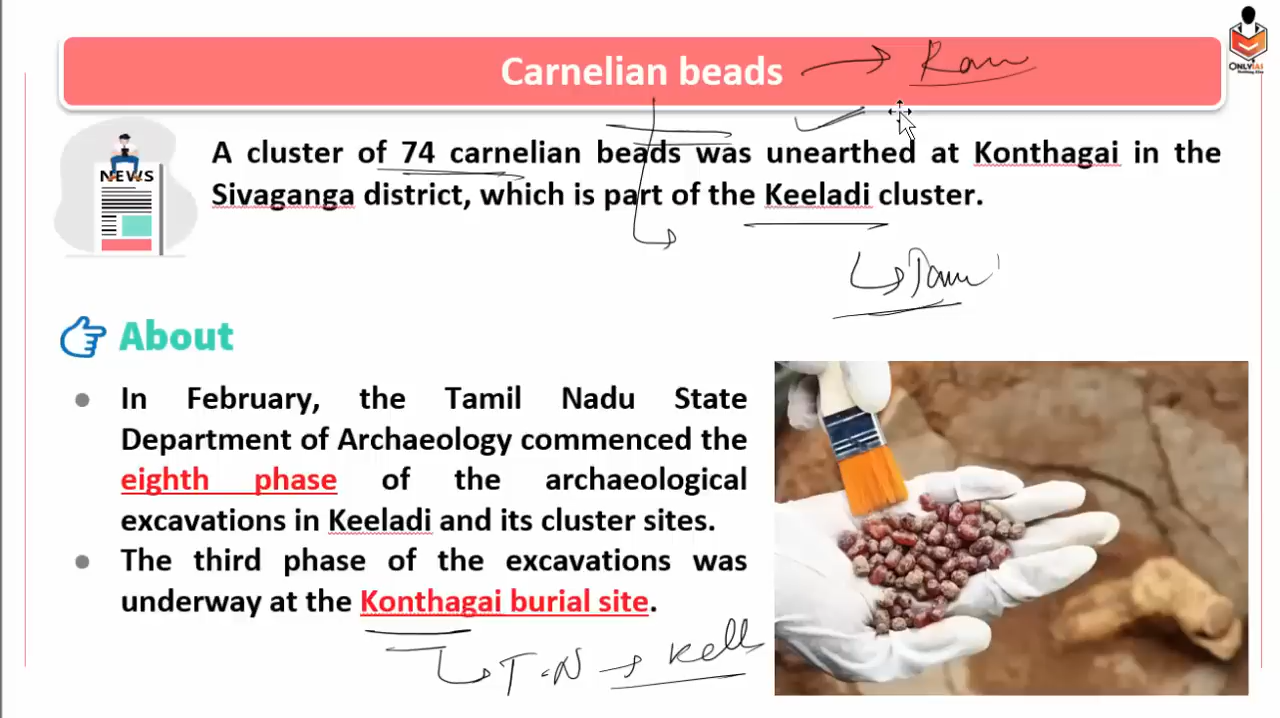 Carnelian beads
ONLYIAS
NEWS
A cluster of 74 carnelian beads was unearthed at Konthagai in the
Sivaganga district, which is part of the Keeladi cluster.
About
In February, the Tamil Nadu State
Department of Archaeology commenced the
eighth phase of the archaeological
excavations in Keeladi and its cluster sites.
The third phase of the excavations was
underway at the Konthagai burial site.
T.N